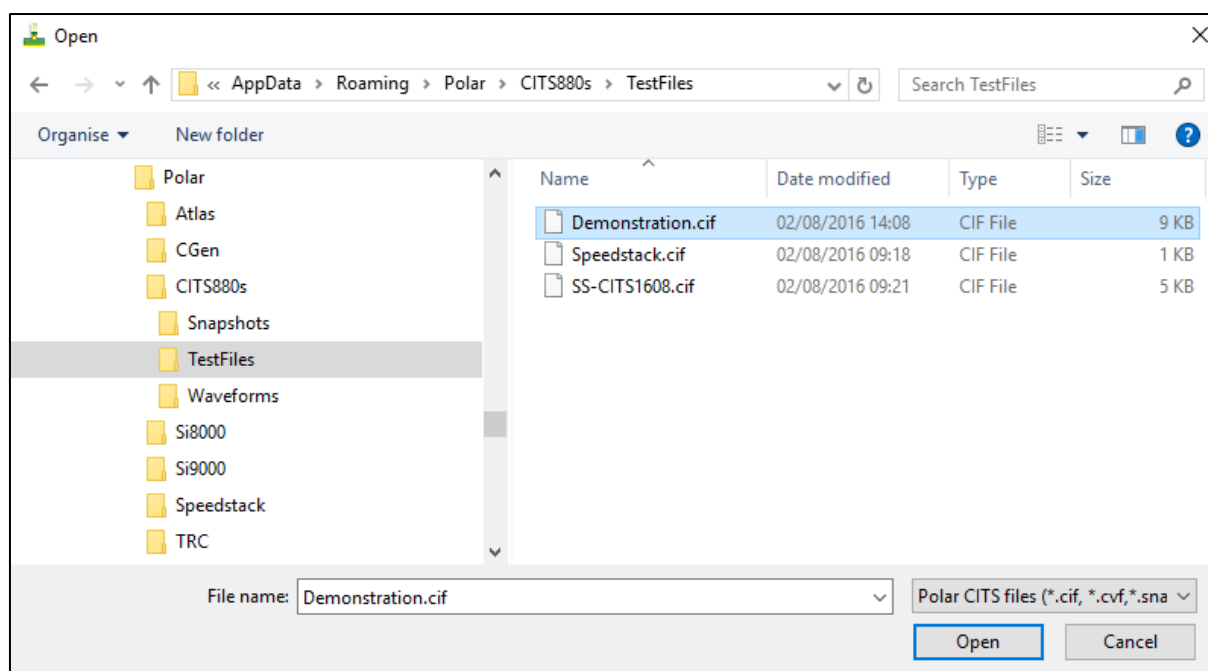 Open
« AppData > Roaming > Polar > CITS880s > TestFiles
Search TestFiles
Organise
New folder
?
Polar
Atlas
CGen
CITS880s
Snapshots
TestFiles
Waveforms
Si8000
Si9000
Speedstack
TRC
Name Date modified Type Size
Demonstration.cif 02/08/2016 14:08 CIF File 9 KB
Speedstack.cif 02/08/2016 09:18 CIF File 1 KB
SS-CITS1608.cif 02/08/2016 09:21 CIF File 5 KB
File name: Demonstration.cif
Polar CITS files (*.cif, *.cvf,*.sna
Open Cancel